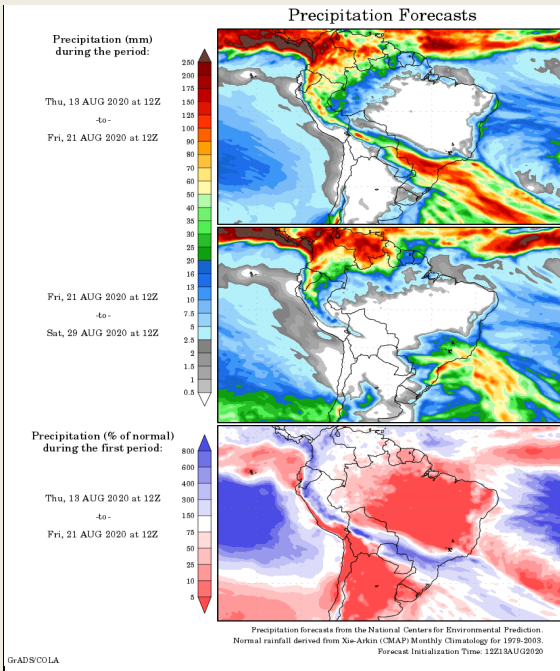 Precipitation Forecasts
Precipitation (mm)
during the period:
Thu, 13 AUG 2020 at 12Z
-to-
Fri, 21 AUG 2020 at 12Z
250
200
175
150
125
100
90
80
70
60
50
40
35
30
25
20
16
13
10
7.5
5
2.5
2
1.5
1
0.5
Fri, 21 AUG 2020 at 12Z
-to-
Sat, 29 AUG 2020 at 12Z
Precipitation (% of normal)
during the first period:
Thu, 13 AUG 2020 at 12Z
-to-
Fri, 21 AUG 2020 at 12Z
800
600
400
300
150
75
50
25
10
5
Precipitation forecasts from the National Centers for Environmental Prediction.
Normal rainfall derived from Xie-Arkin (CMAP) Monthly Climatology for 1979-2003.
Forecast Initialization Time: 12Z13AUG2020
GrADS/COLA